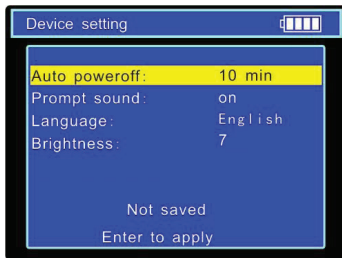 Device setting
Auto poweroff: 10 min
Prompt sound: on
Language: English
Brightness: 7
Not saved
Enter to apply